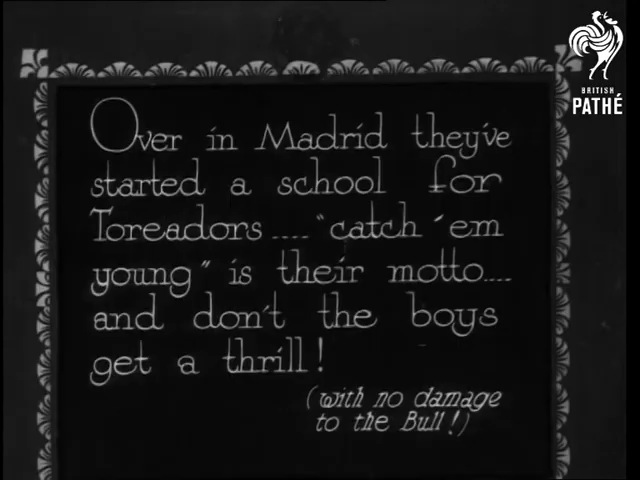 BRITISH
PATHÉ
Over in Madrid they've
started a school for
Toreadors .... "catch 'em
young" is their motto....
and don't the boys
get a thrill!
(with no damage
to the Bull!)